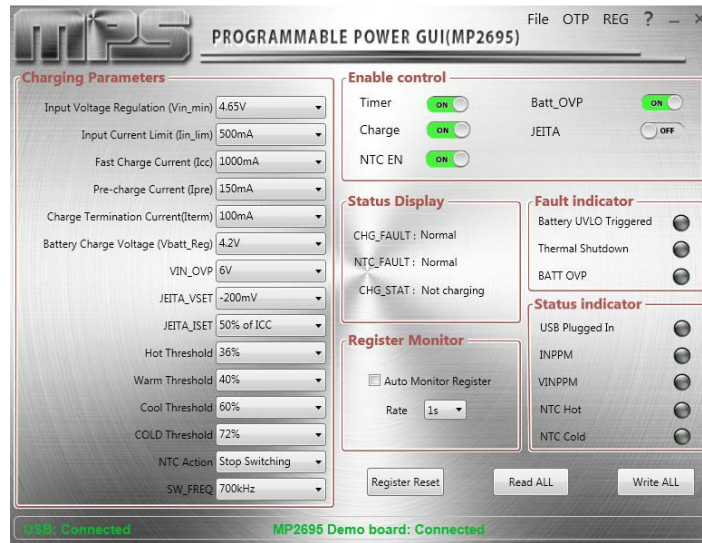 mps
PROGRAMMABLE POWER GUI(MP2695)
File OTP REG ? – ×
Charging Parameters
Input Voltage Regulation (Vin_min) 4.65V
Input Current Limit (Iin_lim) 500mA
Fast Charge Current (Icc) 1000mA
Pre-charge Current (Ipre) 150mA
Charge Termination Current(Iterm) 100mA
Battery Charge Voltage (Vbatt_Reg) 4.2V
VIN_OVP 6V
JEITA_VSET -200mV
JEITA_ISET 50% of ICC
Hot Threshold 36%
Warm Threshold 40%
Cool Threshold 60%
COLD Threshold 72%
NTC Action Stop Switching
SW_FREQ 700kHz
Enable control
Timer ON Batt_OVP ON
Charge ON JEITA OFF
NTC EN ON
Status Display
CHG_FAULT : Normal
NTC_FAULT : Normal
CHG_STAT : Not charging
Fault indicator
Battery UVLO Triggered
Thermal Shutdown
BATT OVP
Status indicator
USB Plugged In
INPPM
VINPPM
NTC Hot
NTC Cold
Register Monitor
Auto Monitor Register
Rate 1s
Register Reset Read ALL Write ALL
USB: Connected MP2695 Demo board: Connected